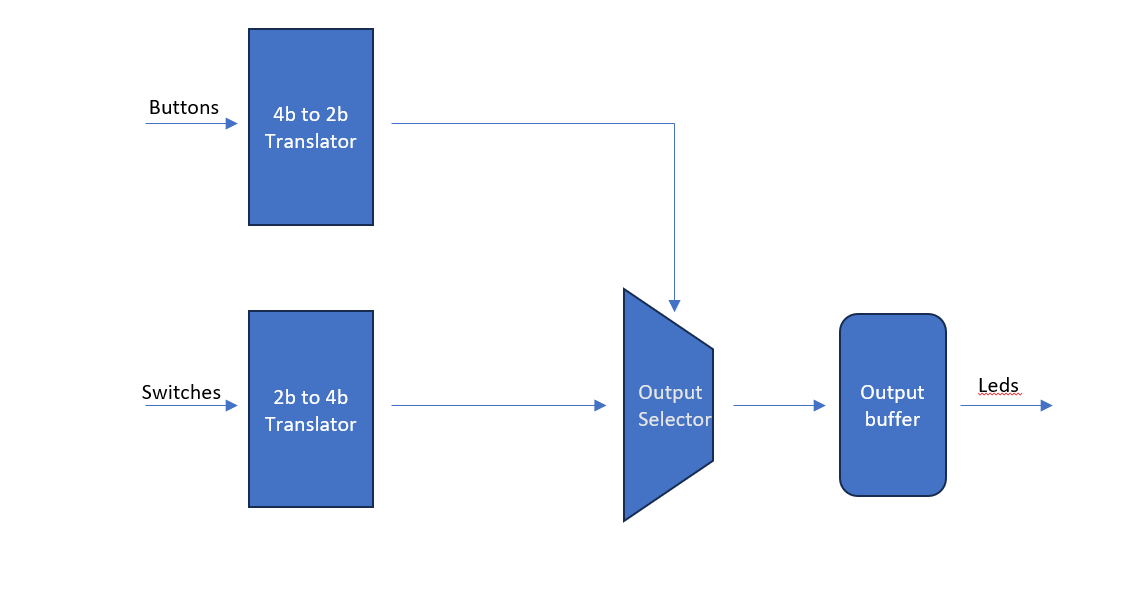 Buttons
4b to 2b
Translator
Switches
2b to 4b
Translator
Output
Selector
Output
buffer
Leds